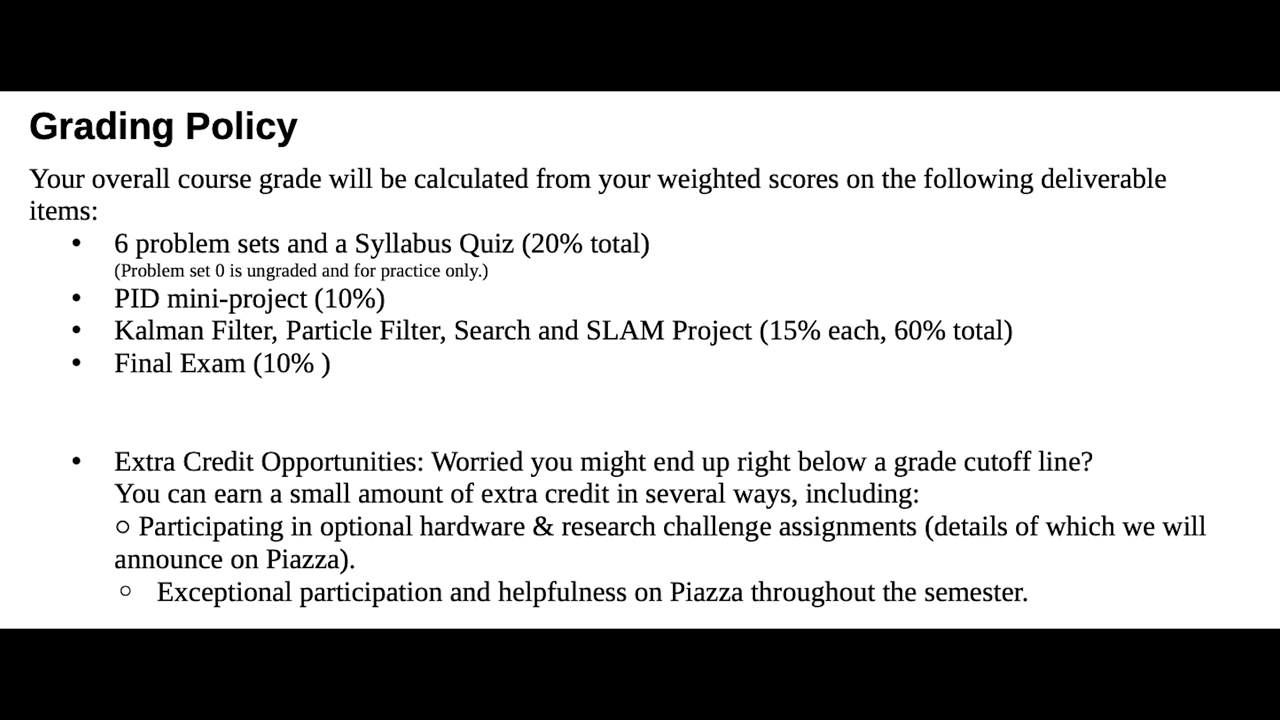 Grading Policy
Your overall course grade will be calculated from your weighted scores on the following deliverable
items:
• 6 problem sets and a Syllabus Quiz (20% total)
(Problem set 0 is ungraded and for practice only.)
• PID mini-project (10%)
• Kalman Filter, Particle Filter, Search and SLAM Project (15% each, 60% total)
• Final Exam (10% )
• Extra Credit Opportunities: Worried you might end up right below a grade cutoff line?
You can earn a small amount of extra credit in several ways, including:
○ Participating in optional hardware & research challenge assignments (details of which we will
announce on Piazza).
○ Exceptional participation and helpfulness on Piazza throughout the semester.